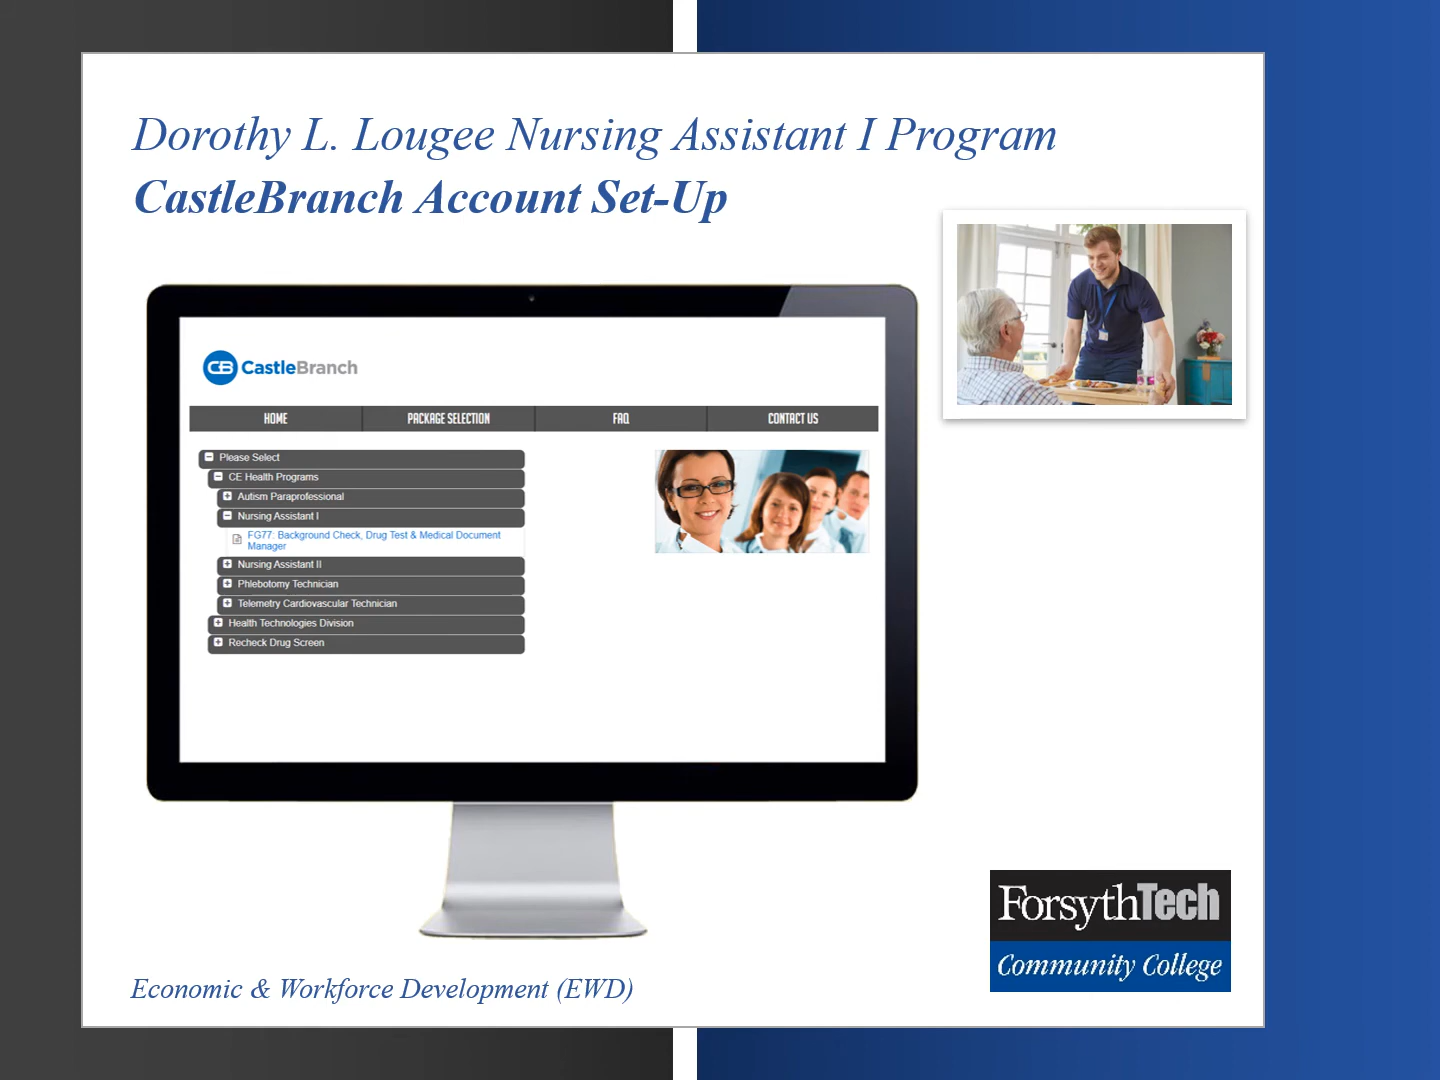 Dorothy L. Lougee Nursing Assistant I Program
CastleBranch Account Set-Up
CB CastleBranch
HOME PACKAGE SELECTION FAQ CONTACT US
Please Select
CE Health Programs
Autism Paraprofessional
Nursing Assistant I
FG77: Background Check, Drug Test & Medical Document
Manager
Nursing Assistant II
Phlebotomy Technician
Telemetry Cardiovascular Technician
Health Technologies Division
Recheck Drug Screen
ForsythTech
Community College
Economic & Workforce Development (EWD)